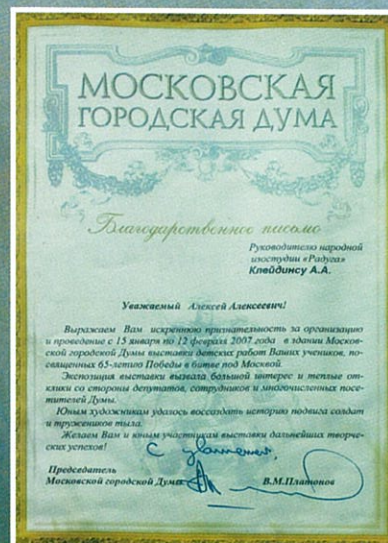 МОСКОВСКАЯ
ГОРОДСКАЯ ДУМА
Благодарственное письмо
Руководителю народной
изостудии «Радуга»
Клейдинсу А.А.
Уважаемый Алексей Алексеевич!
Выражаем Вам искреннюю признательность за организацию
и проведение с 15 января по 12 февраля 2007 года в здании Москов-
ской городской Думы выставки детских работ Ваших учеников, по-
священных 65-летию Победы в битве под Москвой.
Экспозиция выставки вызвала большой интерес и теплые от-
клики со стороны депутатов, сотрудников и многочисленных посе-
тителей Думы.
Юным художникам удалось воссоздать историю подвига солдат
и тружеников тыла.
Желаем Вам и юным участникам выставки дальнейших творчес-
ких успехов!
С уважением,
Председатель
Московской городской Думы В.М.Платонов